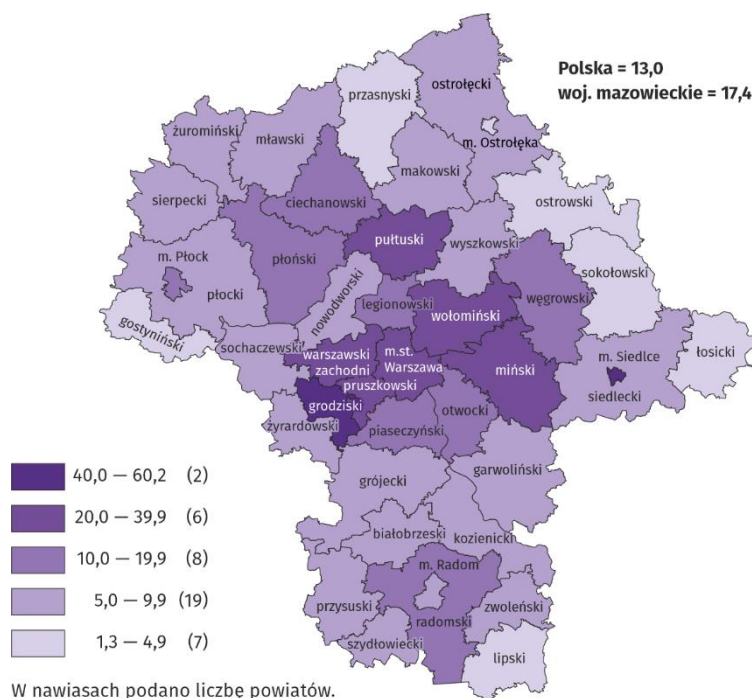 Polska = 13,0
woj. mazowieckie = 17,4
ostrołęcki
przasnyski
żuromiński
mławski
m. Ostrołęka
makowski
sierpecki
ciechanowski
ostrowski
pułtuski
wyszkowski
m. Płock
płoński
sokołowski
płocki
nowodworski
legionowski
węgrowski
wołomiński
gostyniński
sochaczewski
warszawski
zachodni
m.st.
Warszawa
miński
m. Siedlce
łosicki
pruszkowski
siedlecki
grodziski
otwocki
żyrardowski
piaseczyński
garwoliński
grójecki
białobrzeski
kozienicki
m. Radom
przysuski
zwoleński
radomski
szydłowiecki
lipski
40,0 — 60,2 (2)
20,0 — 39,9 (6)
10,0 — 19,9 (8)
5,0 — 9,9 (19)
1,3 — 4,9 (7)
W nawiasach podano liczbę powiatów.